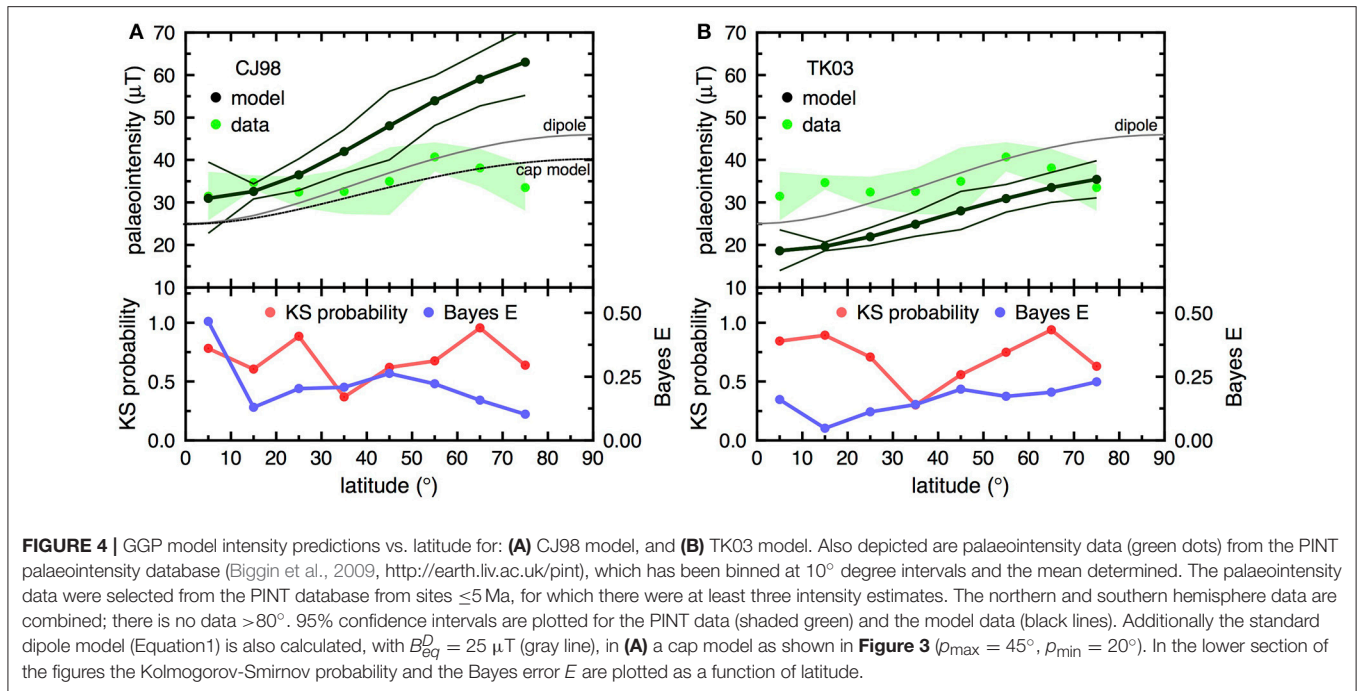 A
B
70
60
50
40
30
20
10
palaeointensity (μT)
CJ98
model
data
dipole
cap model
70
60
50
40
30
20
10
palaeointensity (μT)
TK03
model
data
dipole
KS probability
1.0
0.5
0.0
KS probability
Bayes E
0.50
0.25
0.00
Bayes E
KS probability
1.0
0.5
0.0
KS probability
Bayes E
0.50
0.25
0.00
Bayes E
0 10 20 30 40 50 60 70 80 90
latitude (°)
0 10 20 30 40 50 60 70 80 90
latitude (°)
FIGURE 4 | GGP model intensity predictions vs. latitude for: (A) CJ98 model, and (B) TK03 model. Also depicted are palaeointensity data (green dots) from the PINT
palaeointensity database (Biggin et al., 2009, http://earth.liv.ac.uk/pint), which has been binned at 10° degree intervals and the mean determined. The palaeointensity
data were selected from the PINT database from sites ≤5 Ma, for which there were at least three intensity estimates. The northern and southern hemisphere data are
combined; there is no data >80°. 95% confidence intervals are plotted for the PINT data (shaded green) and the model data (black lines). Additionally the standard
dipole model (Equation1) is also calculated, with B_eq^D = 25 μT (gray line), in (A) a cap model as shown in Figure 3 (p_max = 45°, p_min = 20°). In the lower section of
the figures the Kolmogorov-Smirnov probability and the Bayes error E are plotted as a function of latitude.